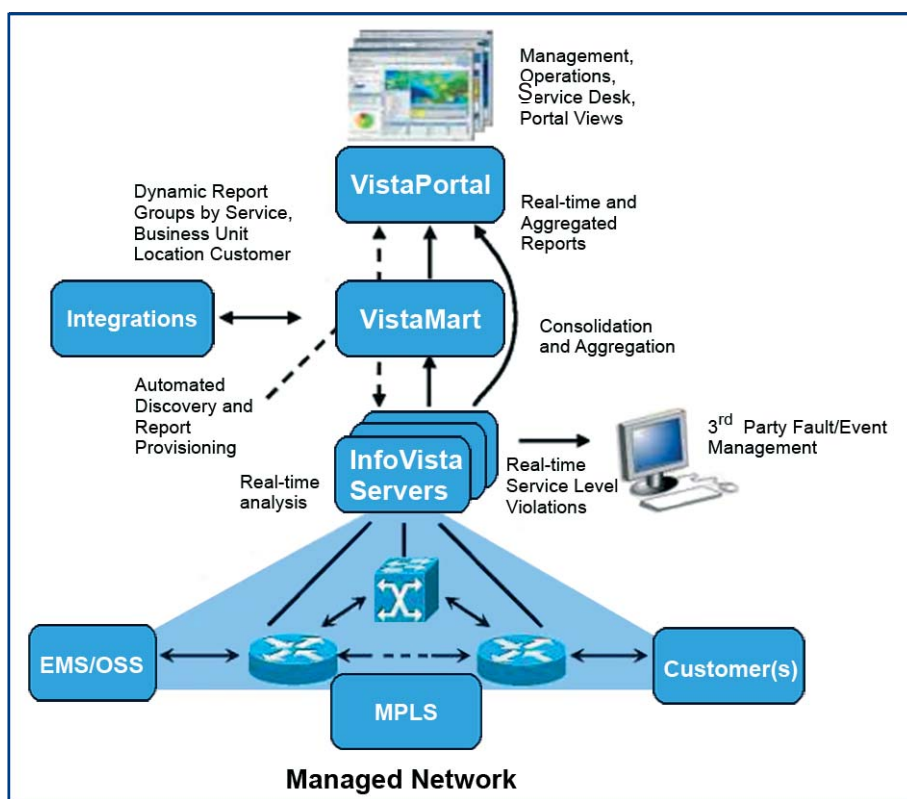 Management,
Operations,
Service Desk,
Portal Views
VistaPortal
Dynamic Report
Groups by Service,
Business Unit
Location Customer
Real-time and
Aggregated
Reports
Integrations
VistaMart
Consolidation
and Aggregation
Automated
Discovery and
Report
Provisioning
3rd Party Fault/Event
Management
InfoVista
Servers
Real-time
analysis
Real-time
Service Level
Violations
EMS/OSS
Customer(s)
MPLS
Managed Network